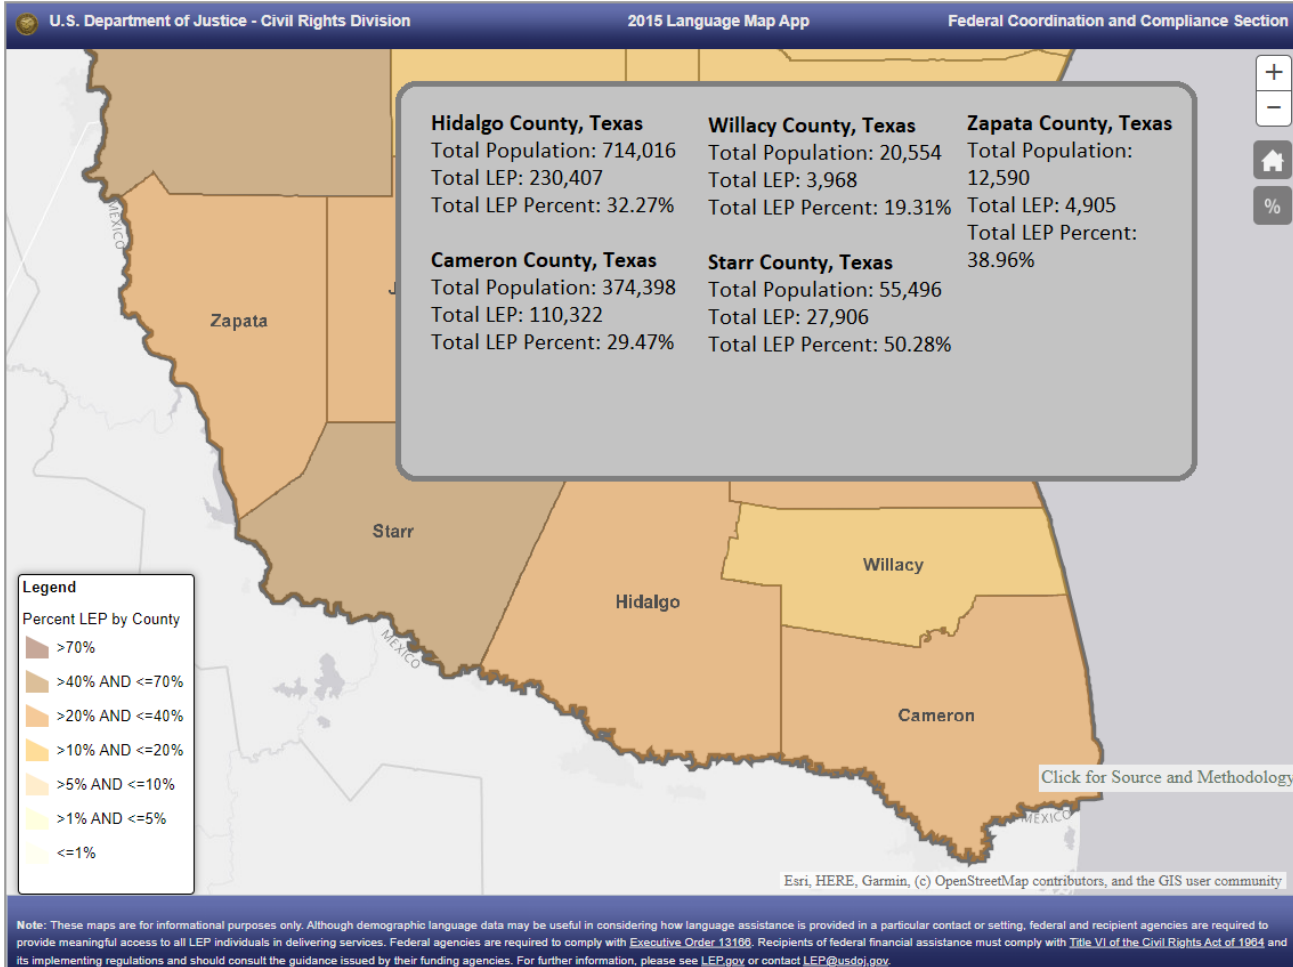 U.S. Department of Justice - Civil Rights Division
2015 Language Map App
Federal Coordination and Compliance Section
+
−
%
Hidalgo County, Texas
Total Population: 714,016
Total LEP: 230,407
Total LEP Percent: 32.27%
Cameron County, Texas
Total Population: 374,398
Total LEP: 110,322
Total LEP Percent: 29.47%
Willacy County, Texas
Total Population: 20,554
Total LEP: 3,968
Total LEP Percent: 19.31%
Starr County, Texas
Total Population: 55,496
Total LEP: 27,906
Total LEP Percent: 50.28%
Zapata County, Texas
Total Population:
12,590
Total LEP: 4,905
Total LEP Percent:
38.96%
MEXICO
J
Zapata
Starr
Hidalgo
Willacy
Cameron
MEXICO
MEXICO
Legend
Percent LEP by County
>70%
>40% AND <=70%
>20% AND <=40%
>10% AND <=20%
>5% AND <=10%
>1% AND <=5%
<=1%
Click for Source and Methodology
Esri, HERE, Garmin, (c) OpenStreetMap contributors, and the GIS user community
Note: These maps are for informational purposes only. Although demographic language data may be useful in considering how language assistance is provided in a particular contact or setting, federal and recipient agencies are required to
provide meaningful access to all LEP individuals in delivering services. Federal agencies are required to comply with Executive Order 13166. Recipients of federal financial assistance must comply with Title VI of the Civil Rights Act of 1964 and
its implementing regulations and should consult the guidance issued by their funding agencies. For further information, please see LEP.gov or contact LEP@usdoj.gov.